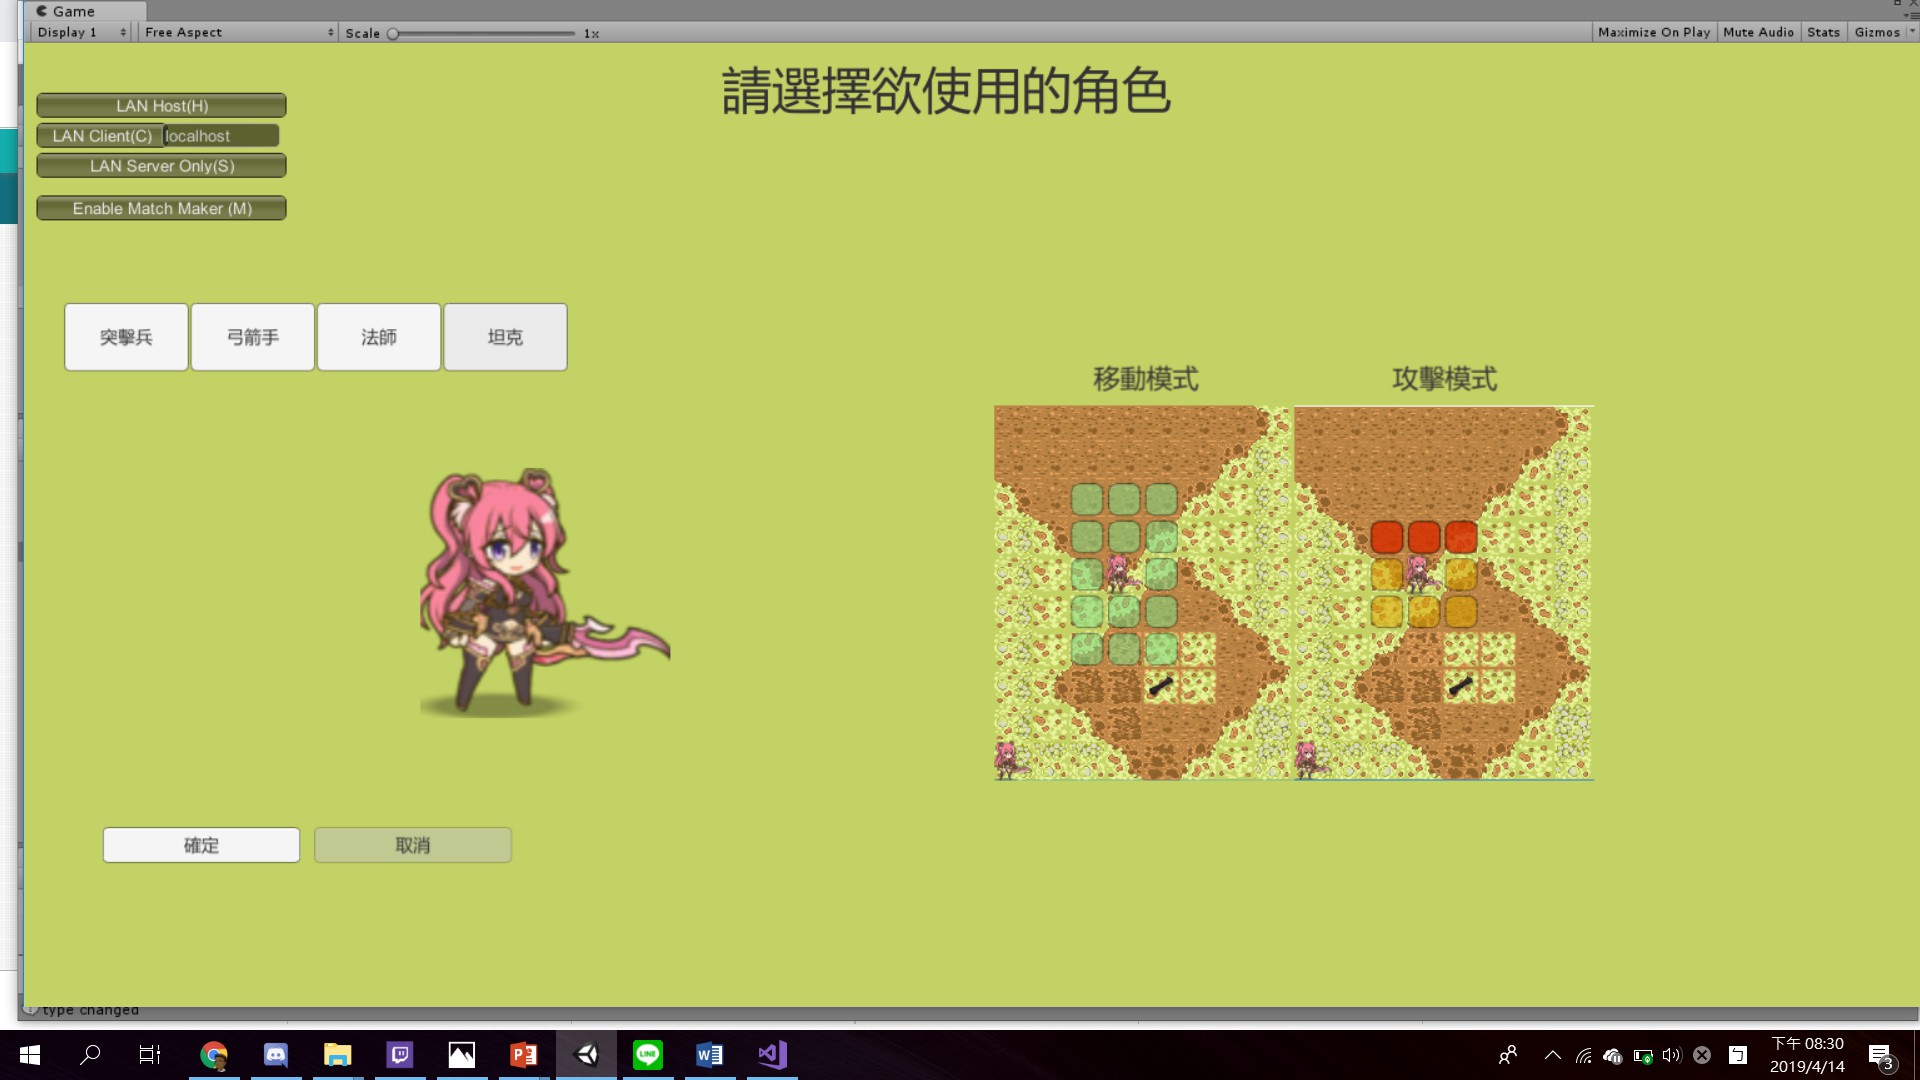 Game
Display 1
Free Aspect
Scale
1x
Maximize On Play
Mute Audio
Stats
Gizmos
請選擇欲使用的角色
LAN Host(H)
LAN Client(C)
localhost
LAN Server Only(S)
Enable Match Maker (M)
突擊兵
弓箭手
法師
坦克
移動模式
攻擊模式
確定
取消
type changed
下午 08:30
2019/4/14
3